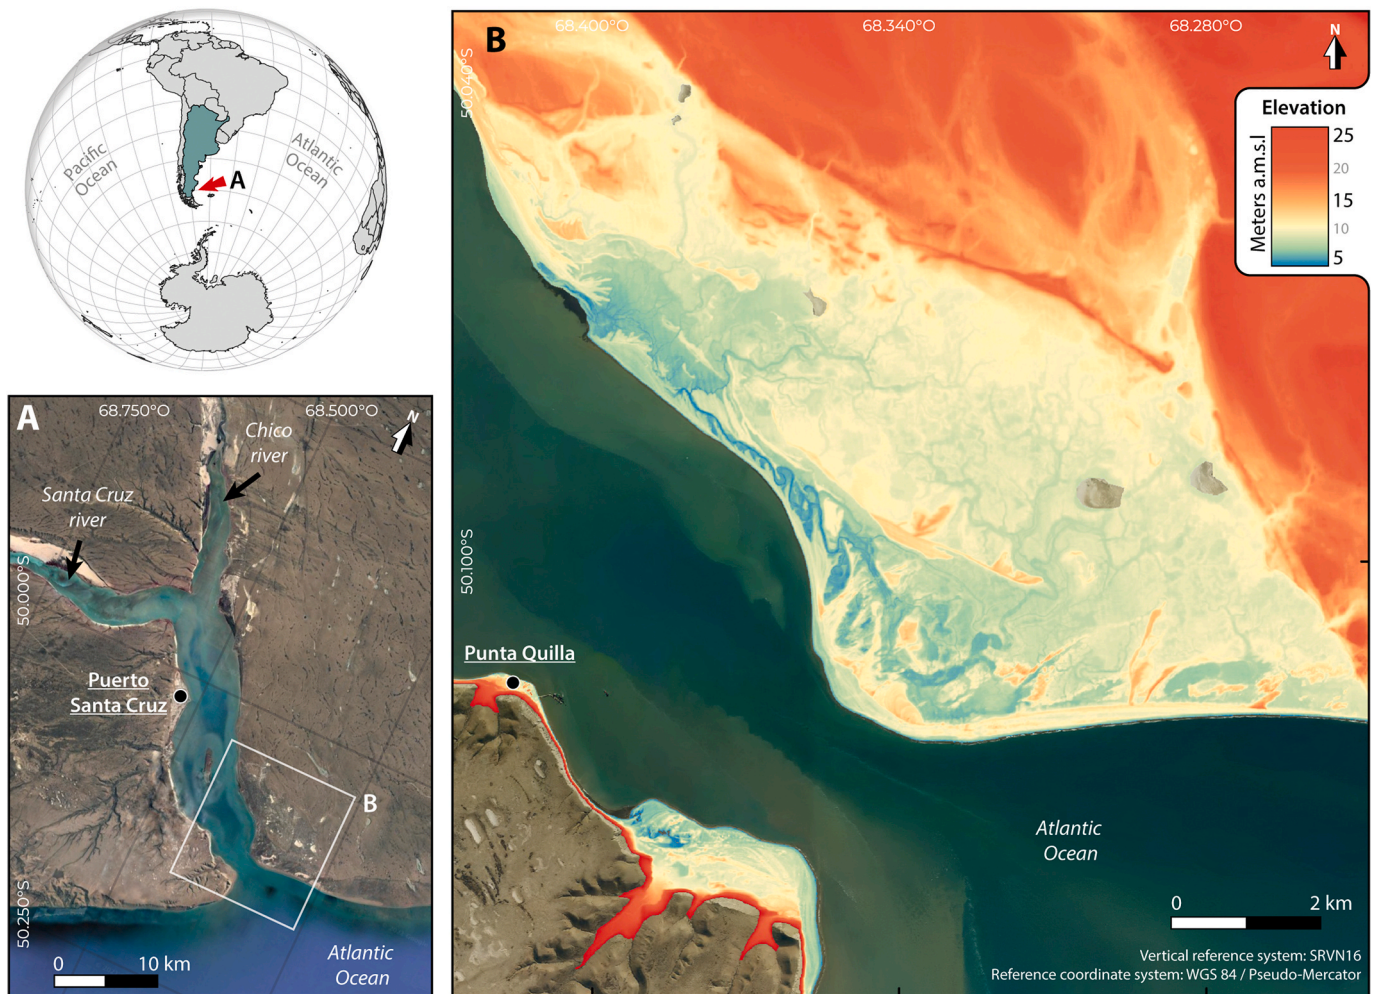 Pacific
Ocean
Atlantic
Ocean
A
A
68.750°O
68.500°O
N
Chico
river
Santa Cruz
river
50.000°S
Puerto
Santa Cruz
B
50.250°S
0
10 km
Atlantic
Ocean
B
68.400°O
68.340°O
68.280°O
N
50.040°S
Elevation
Meters a.m.s.l
25
20
15
10
5
50.100°S
Punta Quilla
Atlantic
Ocean
0
2 km
Vertical reference system: SRVN16
Reference coordinate system: WGS 84 / Pseudo-Mercator